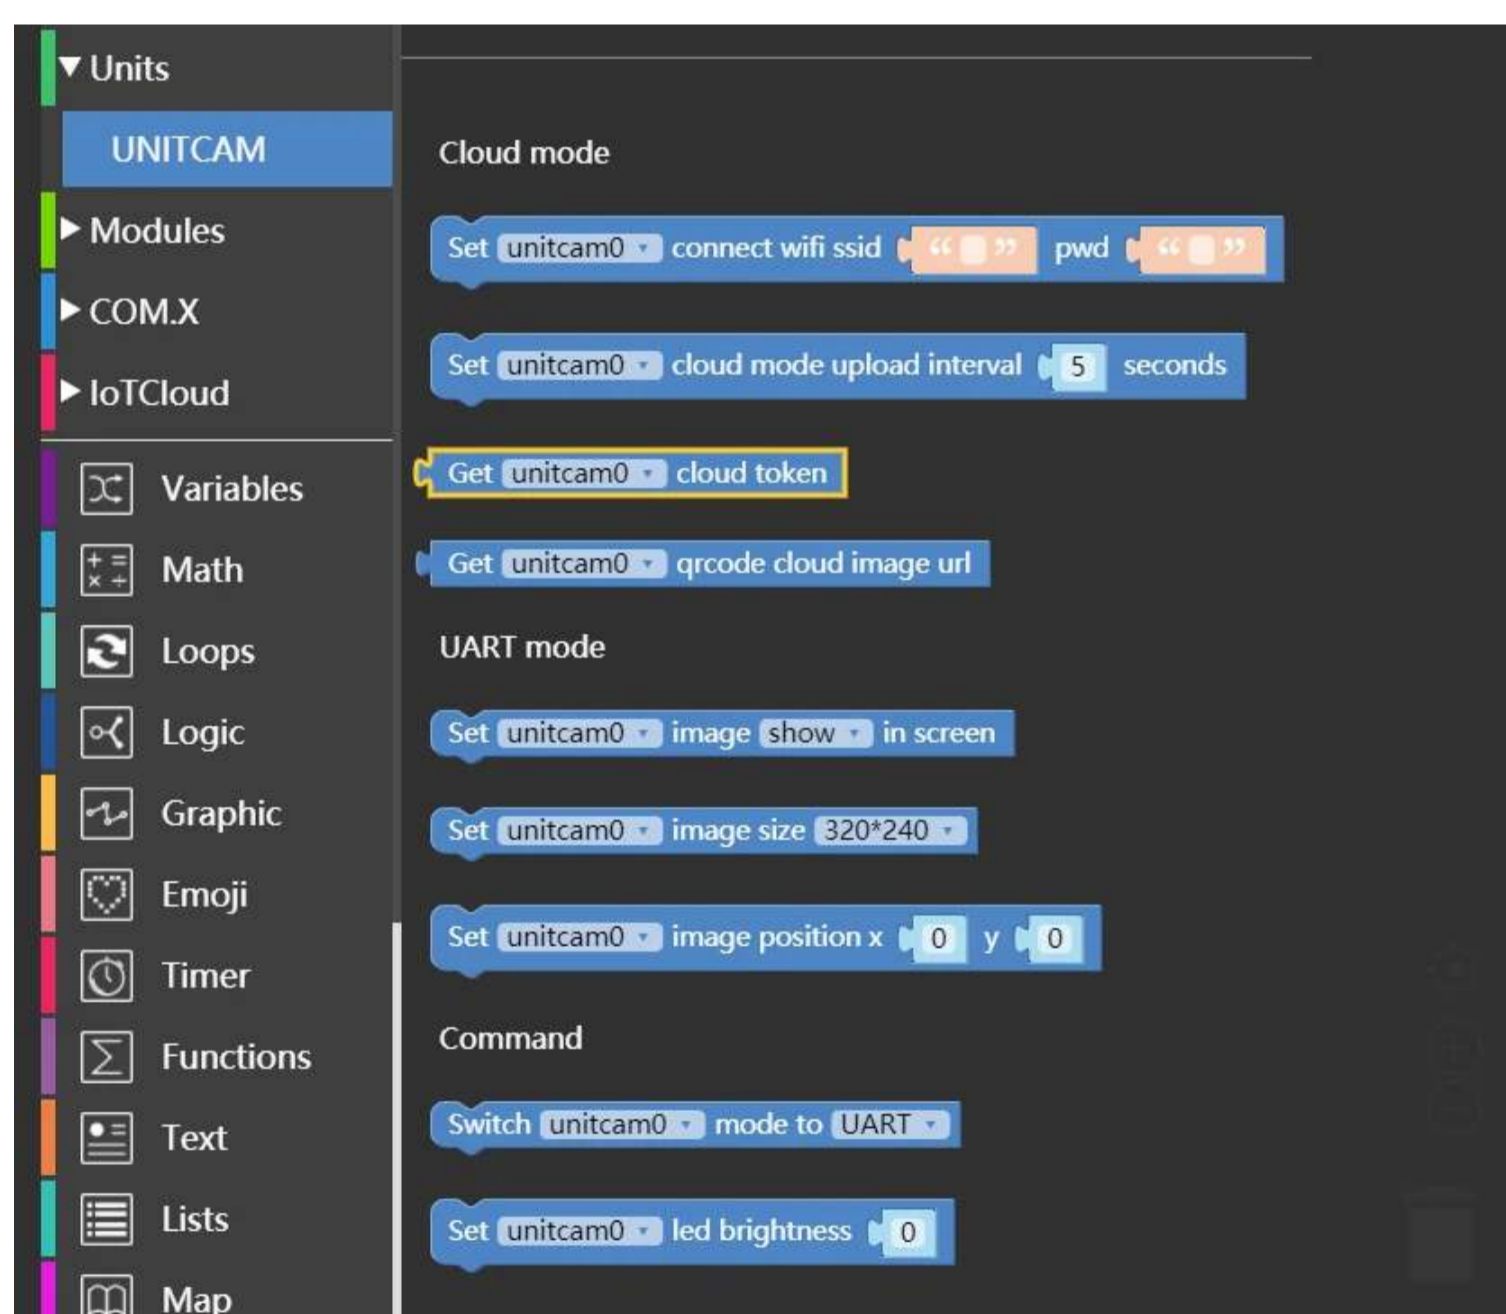 Units
UNITCAM
Modules
COM.X
IoTCloud
Variables
Math
Loops
Logic
Graphic
Emoji
Timer
Functions
Text
Lists
Map
Cloud mode
Set unitcam0 connect wifi ssid “ ” pwd “ ”
Set unitcam0 cloud mode upload interval 5 seconds
Get unitcam0 cloud token
Get unitcam0 qrcode cloud image url
UART mode
Set unitcam0 image show in screen
Set unitcam0 image size 320*240
Set unitcam0 image position x 0 y 0
Command
Switch unitcam0 mode to UART
Set unitcam0 led brightness 0